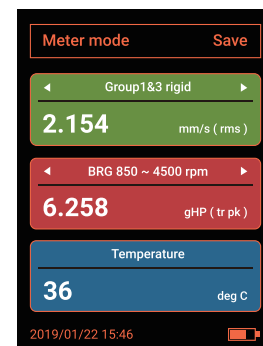 Meter mode Save
Group1&3 rigid
2.154 mm/s ( rms )
BRG 850 ~ 4500 rpm
6.258 gHP ( tr pk )
Temperature
36 deg C
2019/01/22 15:46